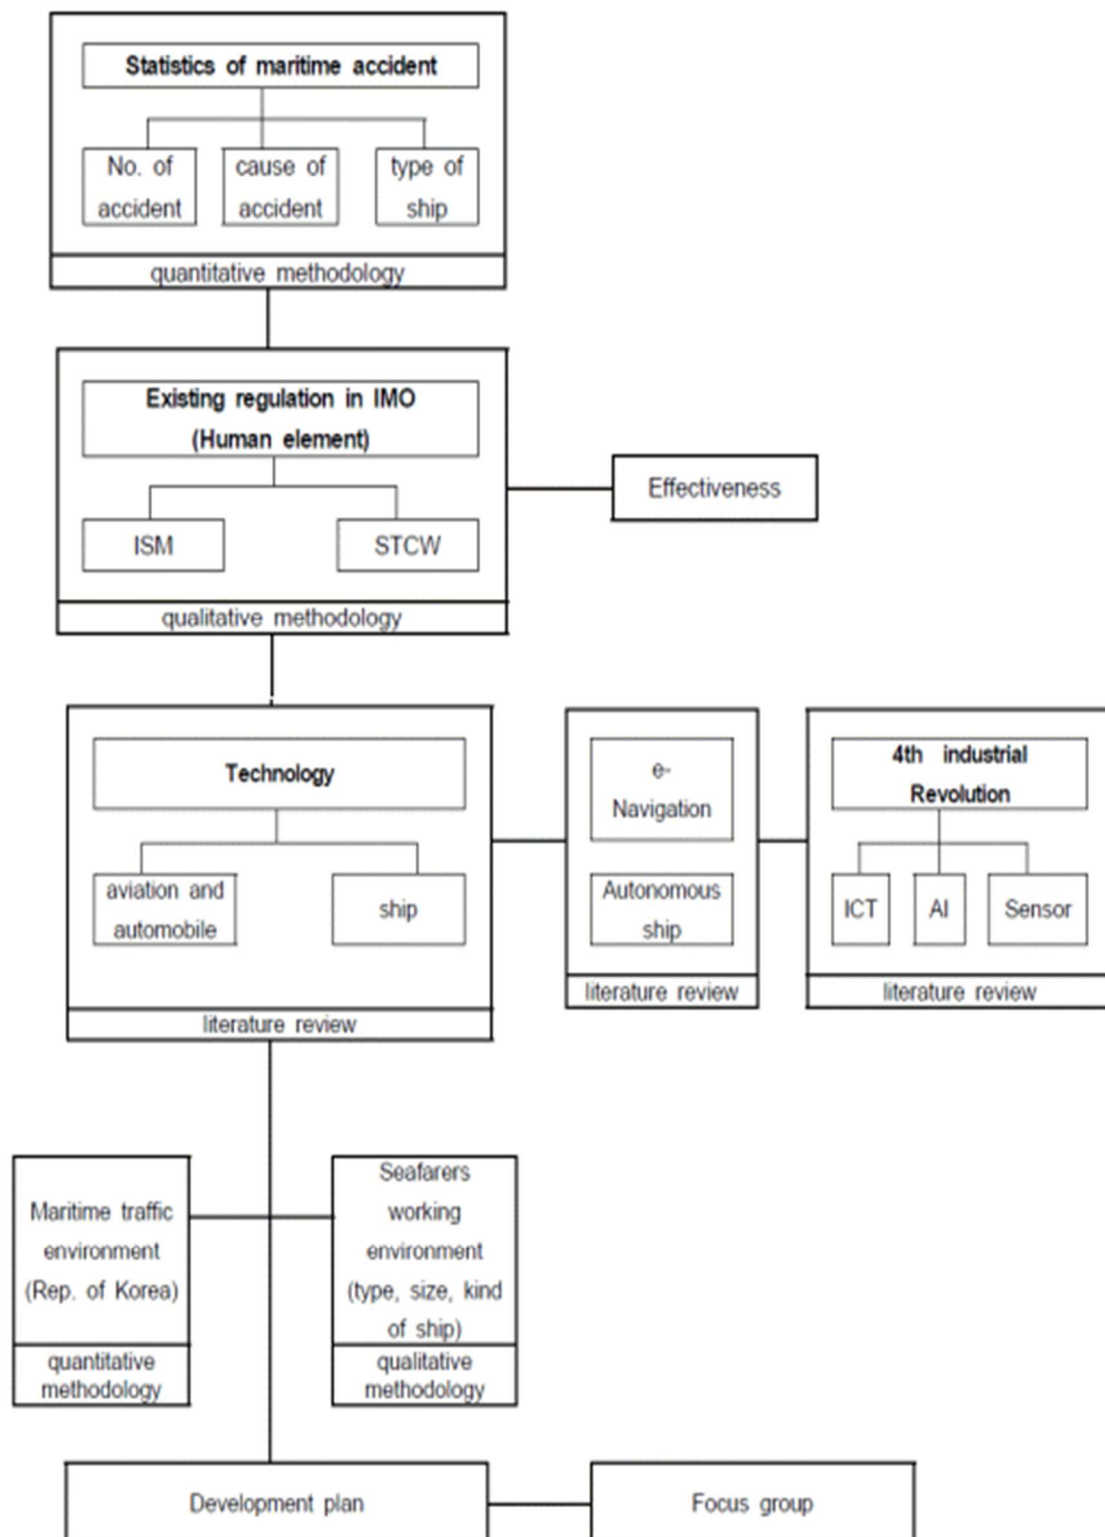 Statistics of maritime accident
No. of
accident
cause of
accident
type of
ship
quantitative methodology
Existing regulation in IMO
(Human element)
ISM
STCW
qualitative methodology
Effectiveness
Technology
aviation and
automobile
ship
literature review
e-
Navigation
Autonomous
ship
literature review
4th industrial
Revolution
ICT
AI
Sensor
literature review
Maritime traffic
environment
(Rep. of Korea)
quantitative
methodology
Seafarers
working
environment
(type, size, kind
of ship)
qualitative
methodology
Development plan
Focus group